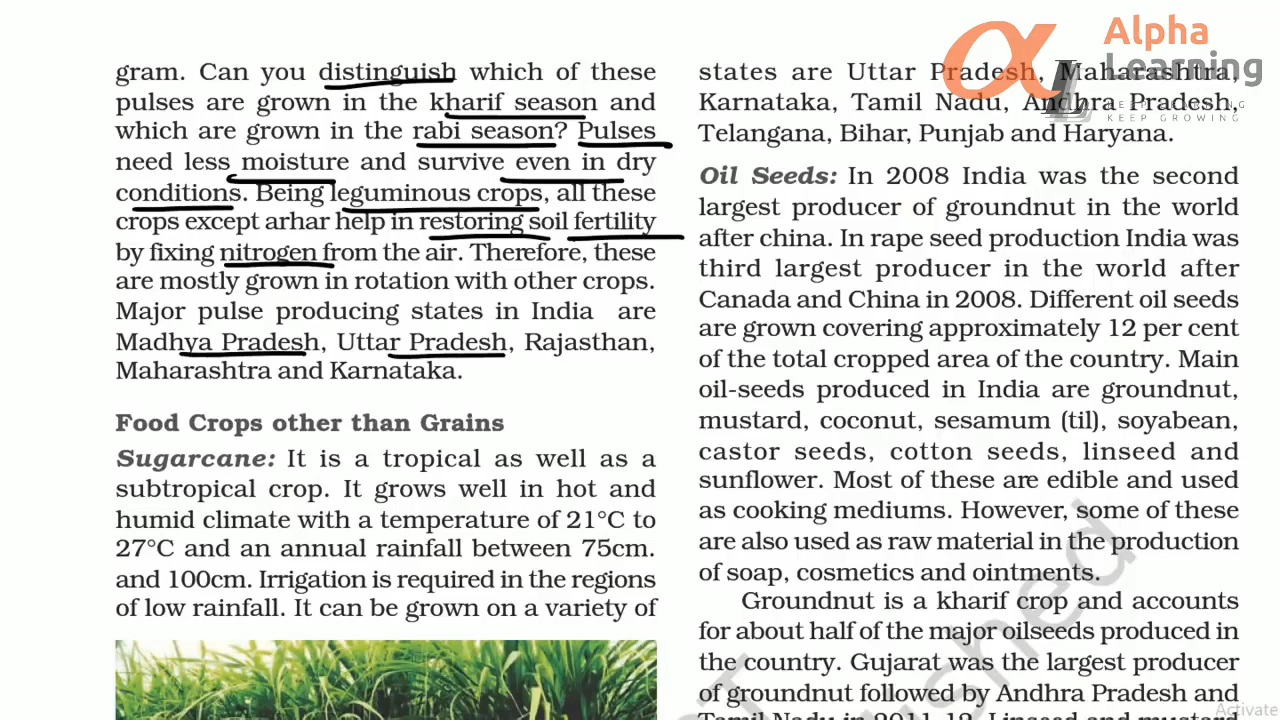 gram. Can you distinguish which of these
pulses are grown in the kharif season and
which are grown in the rabi season? Pulses
need less moisture and survive even in dry
conditions. Being leguminous crops, all these
crops except arhar help in restoring soil fertility
by fixing nitrogen from the air. Therefore, these
are mostly grown in rotation with other crops.
Major pulse producing states in India are
Madhya Pradesh, Uttar Pradesh, Rajasthan,
Maharashtra and Karnataka.
Food Crops other than Grains
Sugarcane: It is a tropical as well as a
subtropical crop. It grows well in hot and
humid climate with a temperature of 21°C to
27°C and an annual rainfall between 75cm.
and 100cm. Irrigation is required in the regions
of low rainfall. It can be grown on a variety of
Alpha
Learning
KEEP LEARNING
KEEP GROWING
states are Uttar Pradesh, Maharashtra,
Karnataka, Tamil Nadu, Andhra Pradesh,
Telangana, Bihar, Punjab and Haryana.
Oil Seeds: In 2008 India was the second
largest producer of groundnut in the world
after china. In rape seed production India was
third largest producer in the world after
Canada and China in 2008. Different oil seeds
are grown covering approximately 12 per cent
of the total cropped area of the country. Main
oil-seeds produced in India are groundnut,
mustard, coconut, sesamum (til), soyabean,
castor seeds, cotton seeds, linseed and
sunflower. Most of these are edible and used
as cooking mediums. However, some of these
are also used as raw material in the production
of soap, cosmetics and ointments.
Groundnut is a kharif crop and accounts
for about half of the major oilseeds produced in
the country. Gujarat was the largest producer
of groundnut followed by Andhra Pradesh and
Tamil Nadu in 2011-12. Linseed and mustard
Activate